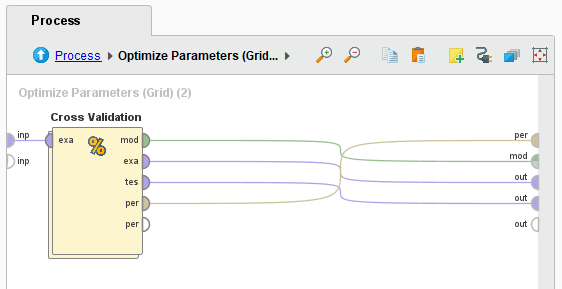 Process
Process Optimize Parameters (Grid...
Optimize Parameters (Grid) (2)
Cross Validation
inp exa mod per
inp exa mod
tes out
per out
per out